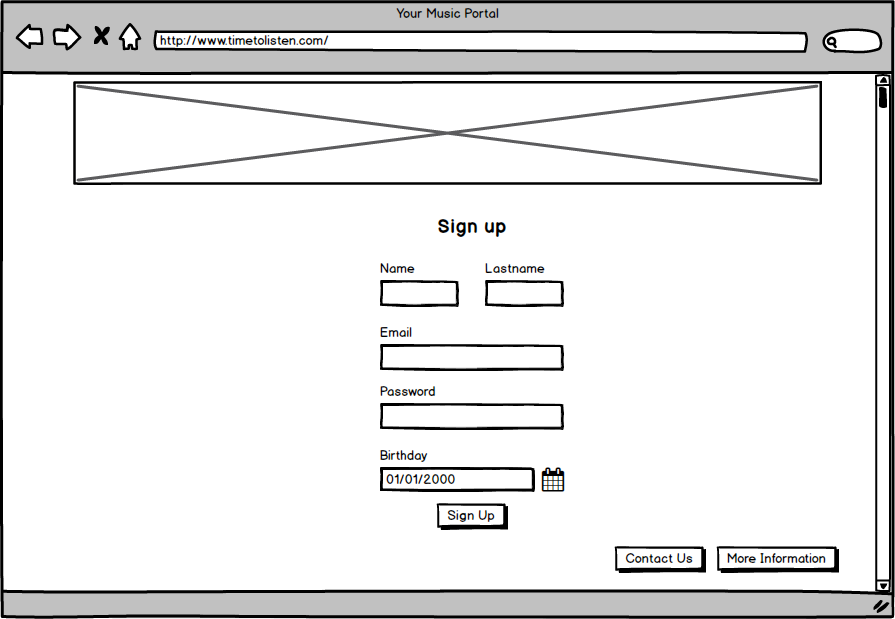 Your Music Portal
http://www.timetolisten.com/
Sign up
Name Lastname
Email
Password
Birthday
01/01/2000
Sign Up
Contact Us More Information